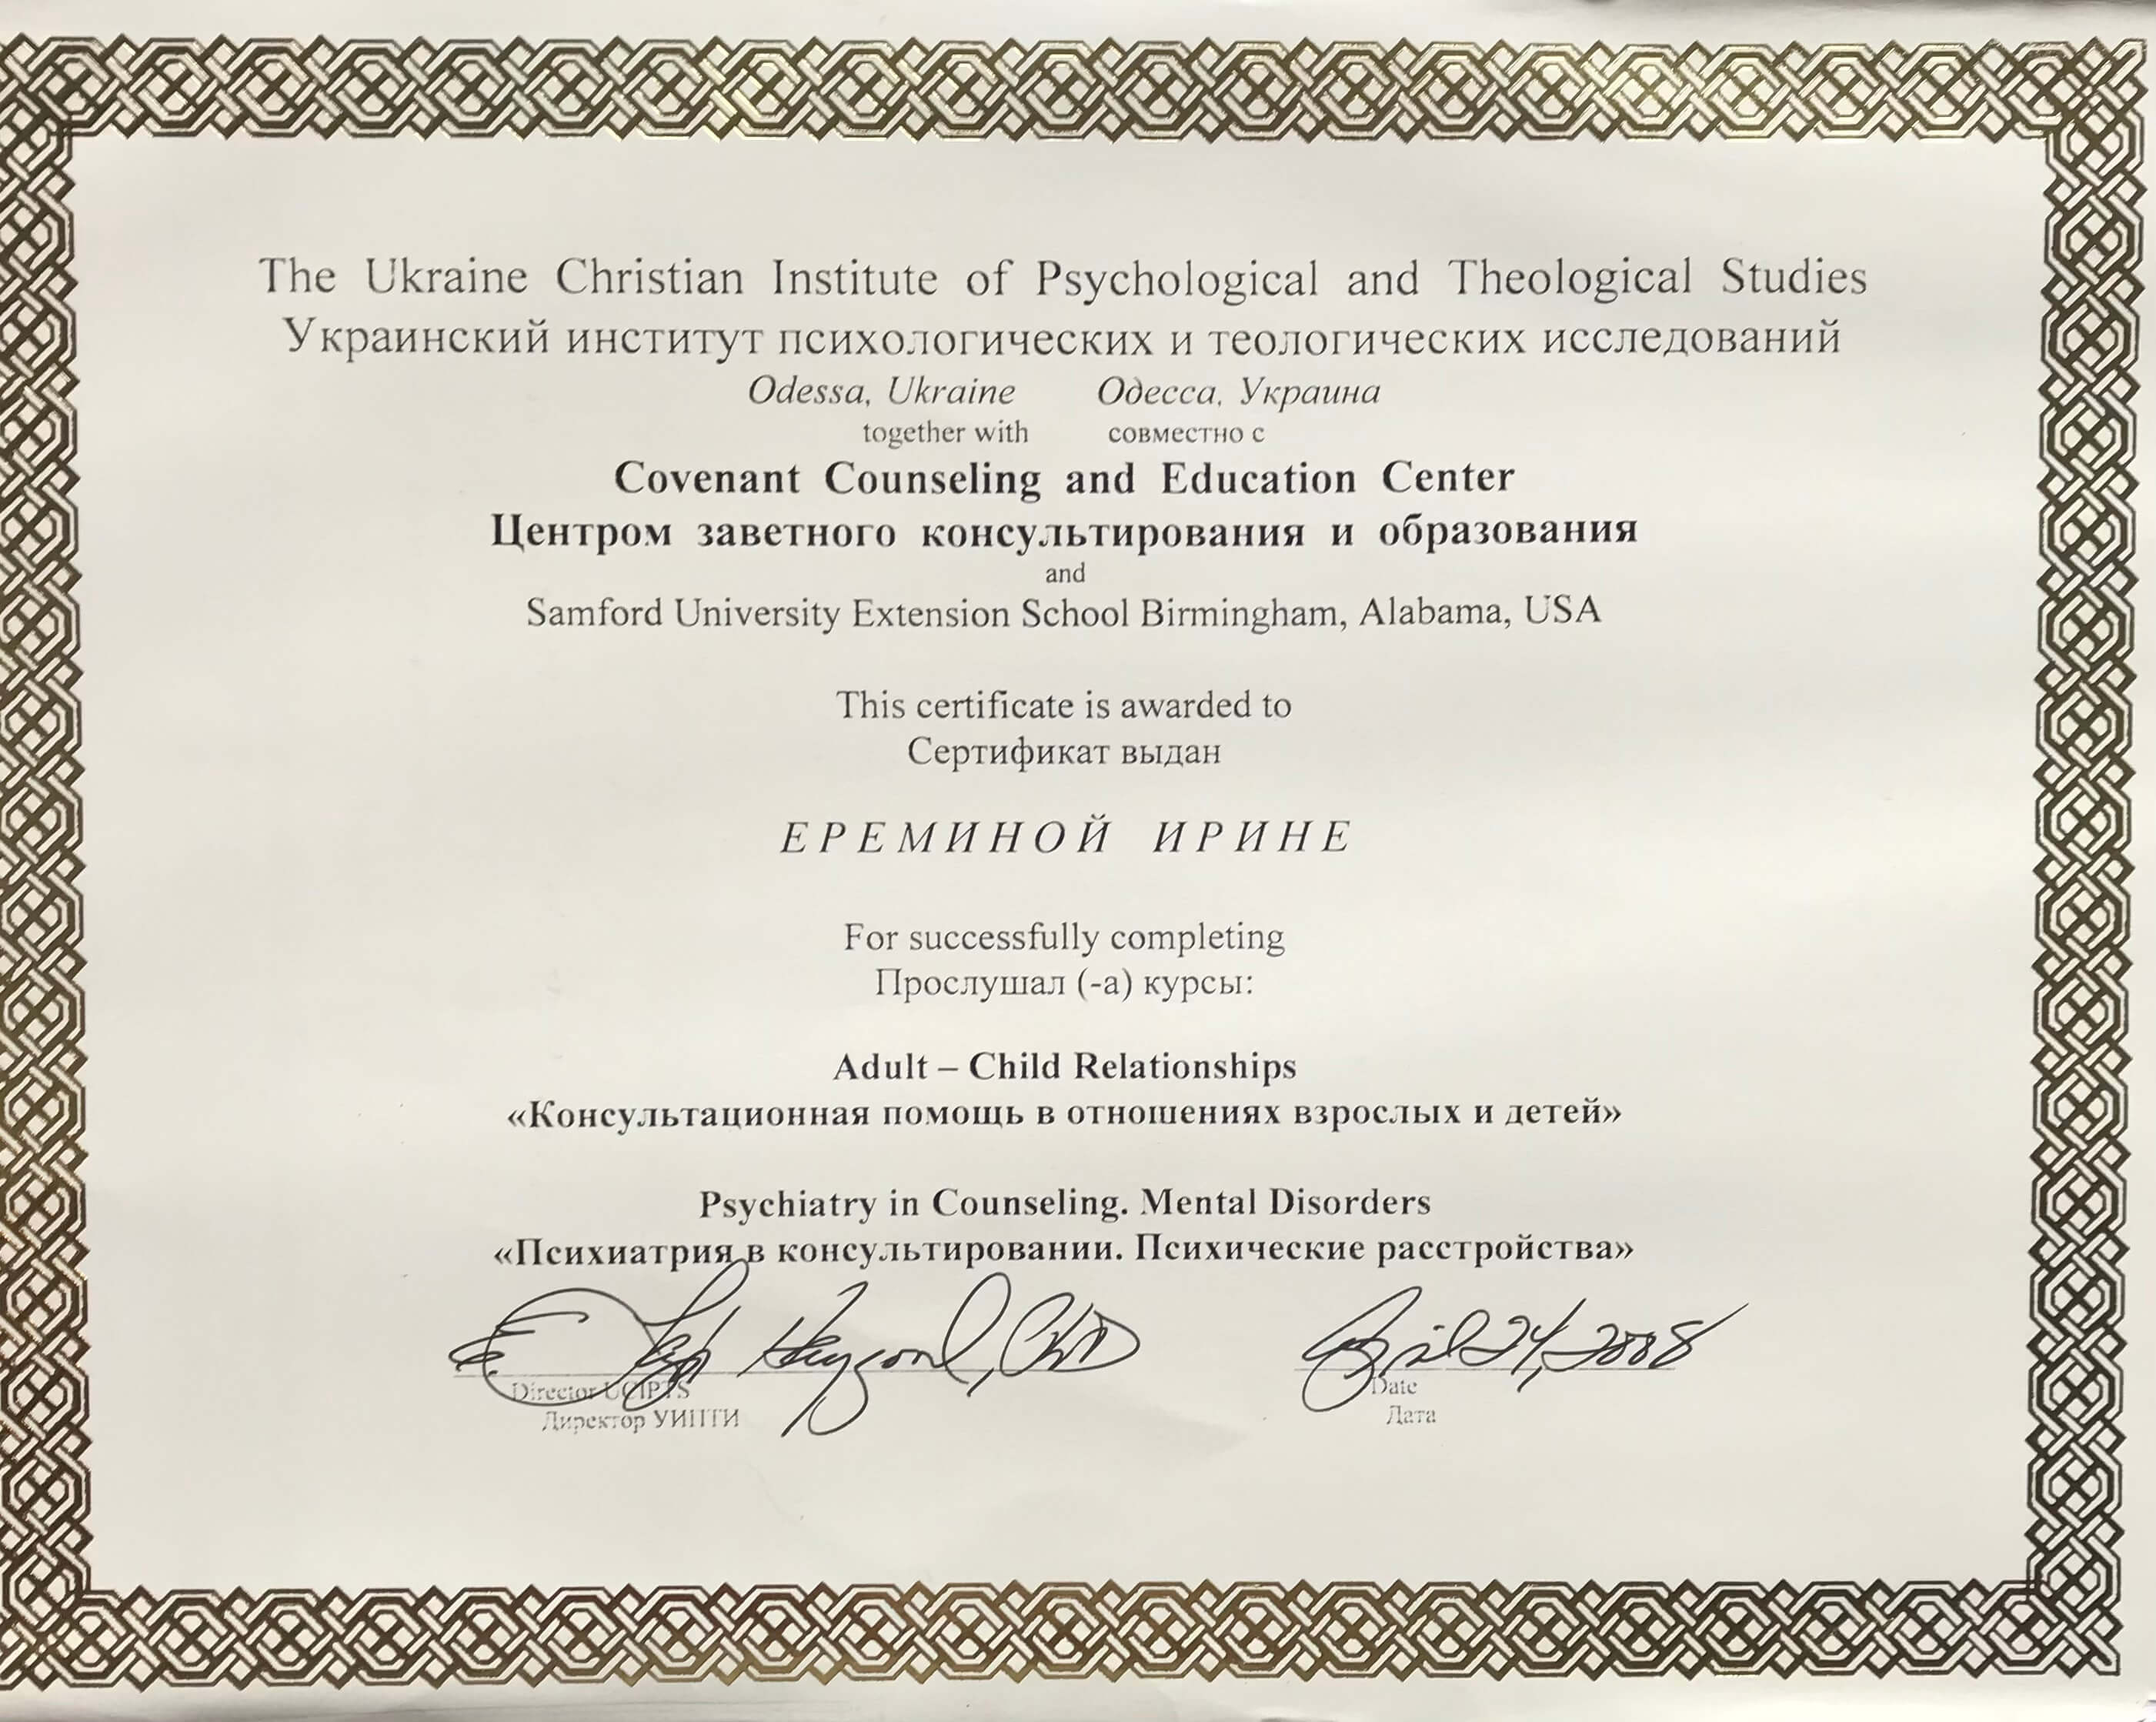 The Ukraine Christian Institute of Psychological and Theological Studies
Украинский институт психологических и теологических исследований
Odessa, Ukraine Одесса, Украина
together with совместно с
Covenant Counseling and Education Center
Центром заветного консультирования и образования
and
Samford University Extension School Birmingham, Alabama, USA
This certificate is awarded to
Сертификат выдан
ЕРЕМИНОЙ ИРИНЕ
For successfully completing
Прослушал (-а) курсы:
Adult – Child Relationships
«Консультационная помощь в отношениях взрослых и детей»
Psychiatry in Counseling. Mental Disorders
«Психиатрия в консультировании. Психические расстройства»
April 24, 2008
Director UCIPTS Date
Директор УИПТИ Дата